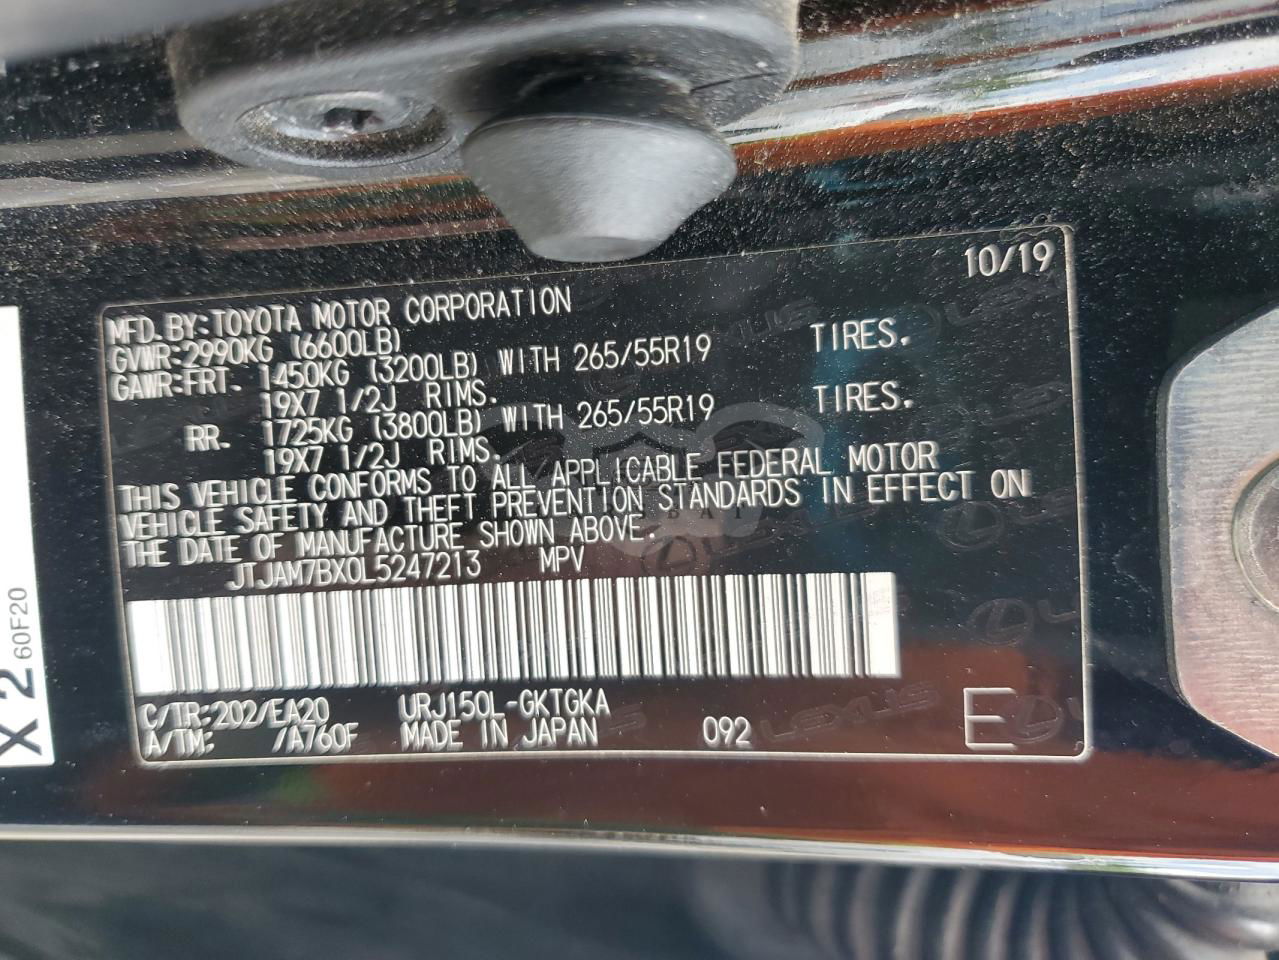 10/19
MFD.BY:TOYOTA MOTOR CORPORATION
GVWR:2990KG (6600LB)
GAWR:FRT. 1450KG (3200LB) WITH 265/55R19 TIRES.
19X7 1/2J RIMS.
RR. 1725KG (3800LB) WITH 265/55R19 TIRES.
19X7 1/2J RIMS.
THIS VEHICLE CONFORMS TO ALL APPLICABLE FEDERAL MOTOR
VEHICLE SAFETY AND THEFT PREVENTION STANDARDS IN EFFECT ON
THE DATE OF MANUFACTURE SHOWN ABOVE.
JTJAM7BX0L5247213 MPV
C/TR:202/EA20 URJ150L-GKTGKA
A/TM: /A760F MADE IN JAPAN 092 E
X2
60F20
LEXUS